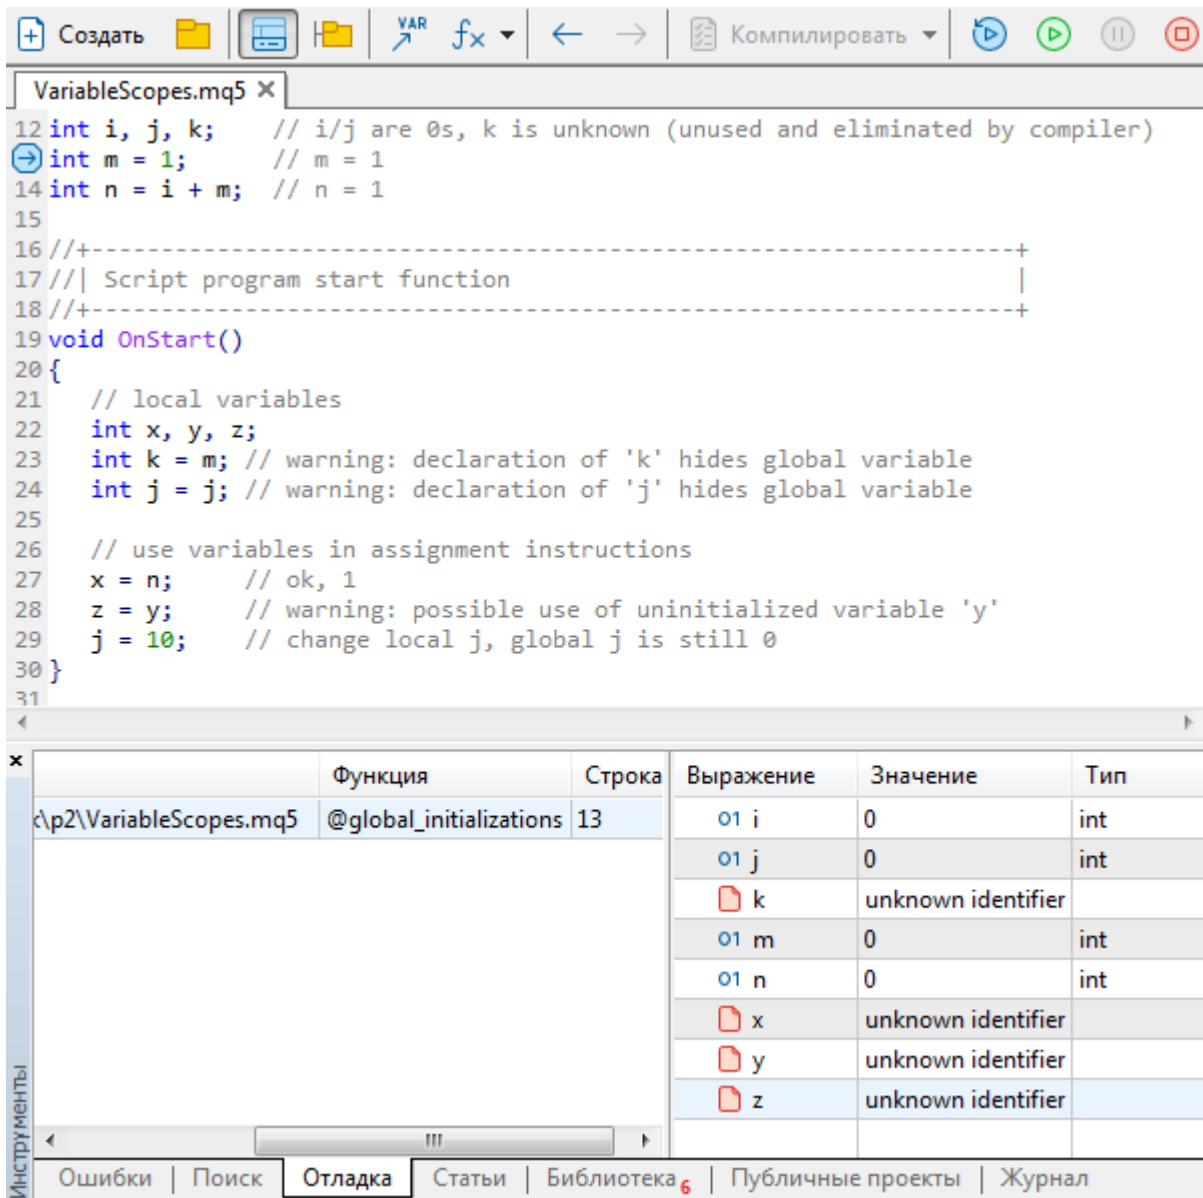 Создать VAR fx Компилировать
VariableScopes.mq5
12 int i, j, k;    // i/j are 0s, k is unknown (unused and eliminated by compiler)
int m = 1;       // m = 1
14 int n = i + m;  // n = 1
15
16 //+------------------------------------------------------------------+
17 //| Script program start function                                    |
18 //+------------------------------------------------------------------+
19 void OnStart()
20 {
21    // local variables
22    int x, y, z;
23    int k = m; // warning: declaration of 'k' hides global variable
24    int j = j; // warning: declaration of 'j' hides global variable
25
26    // use variables in assignment instructions
27    x = n;     // ok, 1
28    z = y;     // warning: possible use of uninitialized variable 'y'
29    j = 10;    // change local j, global j is still 0
30 }
31
Функция Строка Выражение Значение Тип
\p2\VariableScopes.mq5 @global_initializations 13
01 i 0 int
01 j 0 int
k unknown identifier
01 m 0 int
01 n 0 int
x unknown identifier
y unknown identifier
z unknown identifier
Инструменты
Ошибки | Поиск | Отладка | Статьи | Библиотека 6 | Публичные проекты | Журнал